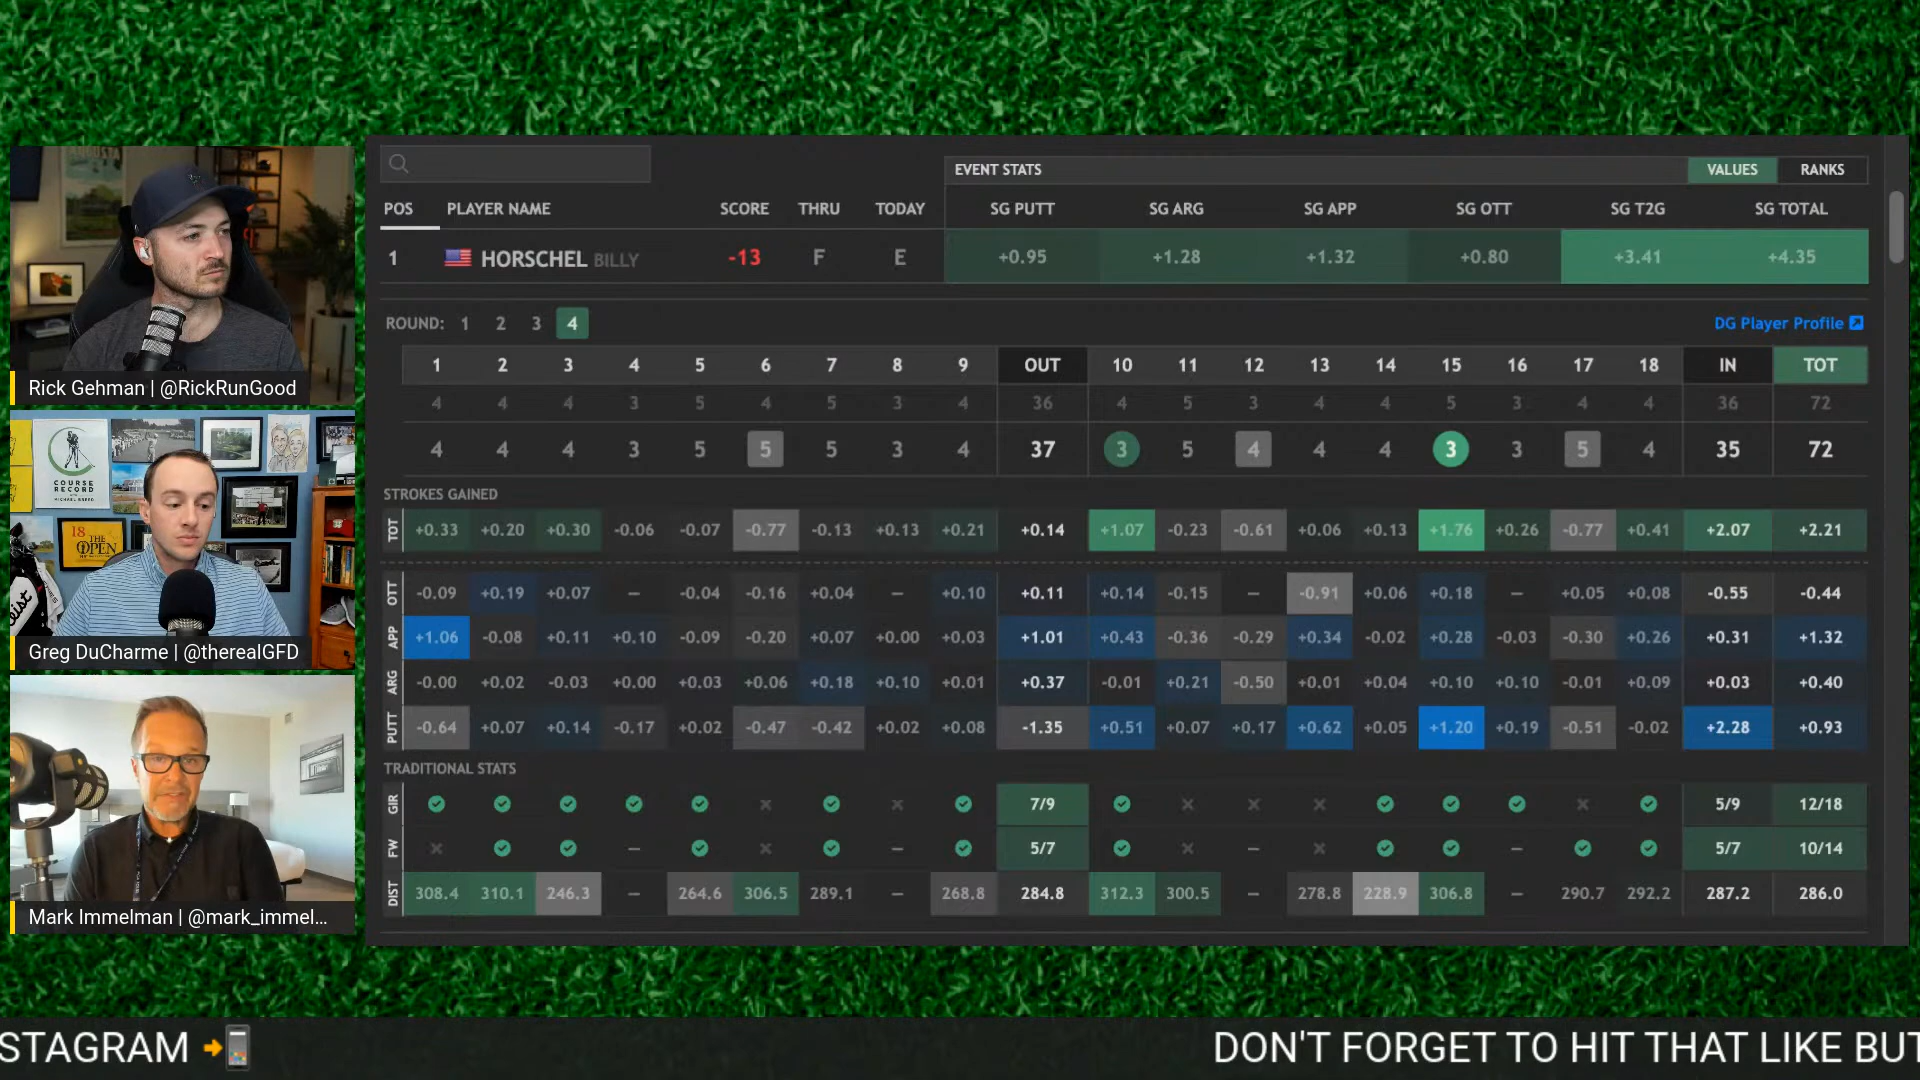 EVENT STATS VALUES RANKS
POS PLAYER NAME SCORE THRU TODAY SG PUTT SG ARG SG APP SG OTT SG T2G SG TOTAL
1 HORSCHEL BILLY -13 F E +0.95 +1.28 +1.32 +0.80 +3.41 +4.35
ROUND: 1 2 3 4 DG Player Profile
1 2 3 4 5 6 7 8 9 OUT 10 11 12 13 14 15 16 17 18 IN TOT
4 4 4 3 5 4 5 3 4 36 4 5 3 4 4 5 3 4 4 36 72
4 4 4 3 5 5 5 3 4 37 3 5 4 4 4 3 3 5 4 35 72
STROKES GAINED
TOT +0.33 +0.20 +0.30 -0.06 -0.07 -0.77 -0.13 +0.13 +0.21 +0.14 +1.07 -0.23 -0.61 +0.06 +0.13 +1.76 +0.26 -0.77 +0.41 +2.07 +2.21
OTT -0.09 +0.19 +0.07 – -0.04 -0.16 +0.04 – +0.10 +0.11 +0.14 -0.15 – -0.91 +0.06 +0.18 – +0.05 +0.08 -0.55 -0.44
APP +1.06 -0.08 +0.11 +0.10 -0.09 -0.20 +0.07 +0.00 +0.03 +1.01 +0.43 -0.36 -0.29 +0.34 -0.02 +0.28 -0.03 -0.30 +0.26 +0.31 +1.32
ARG -0.00 +0.02 -0.03 +0.00 +0.03 +0.06 +0.18 +0.10 +0.01 +0.37 -0.01 +0.21 -0.50 +0.01 +0.04 +0.10 +0.10 -0.01 +0.09 +0.03 +0.40
PUTT -0.64 +0.07 +0.14 -0.17 +0.02 -0.47 -0.42 +0.02 +0.08 -1.35 +0.51 +0.07 +0.17 +0.62 +0.05 +1.20 +0.19 -0.51 -0.02 +2.28 +0.93
TRADITIONAL STATS
GIR 7/9 5/9 12/18
FW – – 5/7 – – 5/7 10/14
DIST 308.4 310.1 246.3 – 264.6 306.5 289.1 – 268.8 284.8 312.3 300.5 – 278.8 228.9 306.8 – 290.7 292.2 287.2 286.0
Rick Gehman | @RickRunGood
COURSE
RECORD
18 THE
OPEN
Greg DuCharme | @therealGFD
Mark Immelman | @mark_immel...
STAGRAM DON'T FORGET TO HIT THAT LIKE BUT